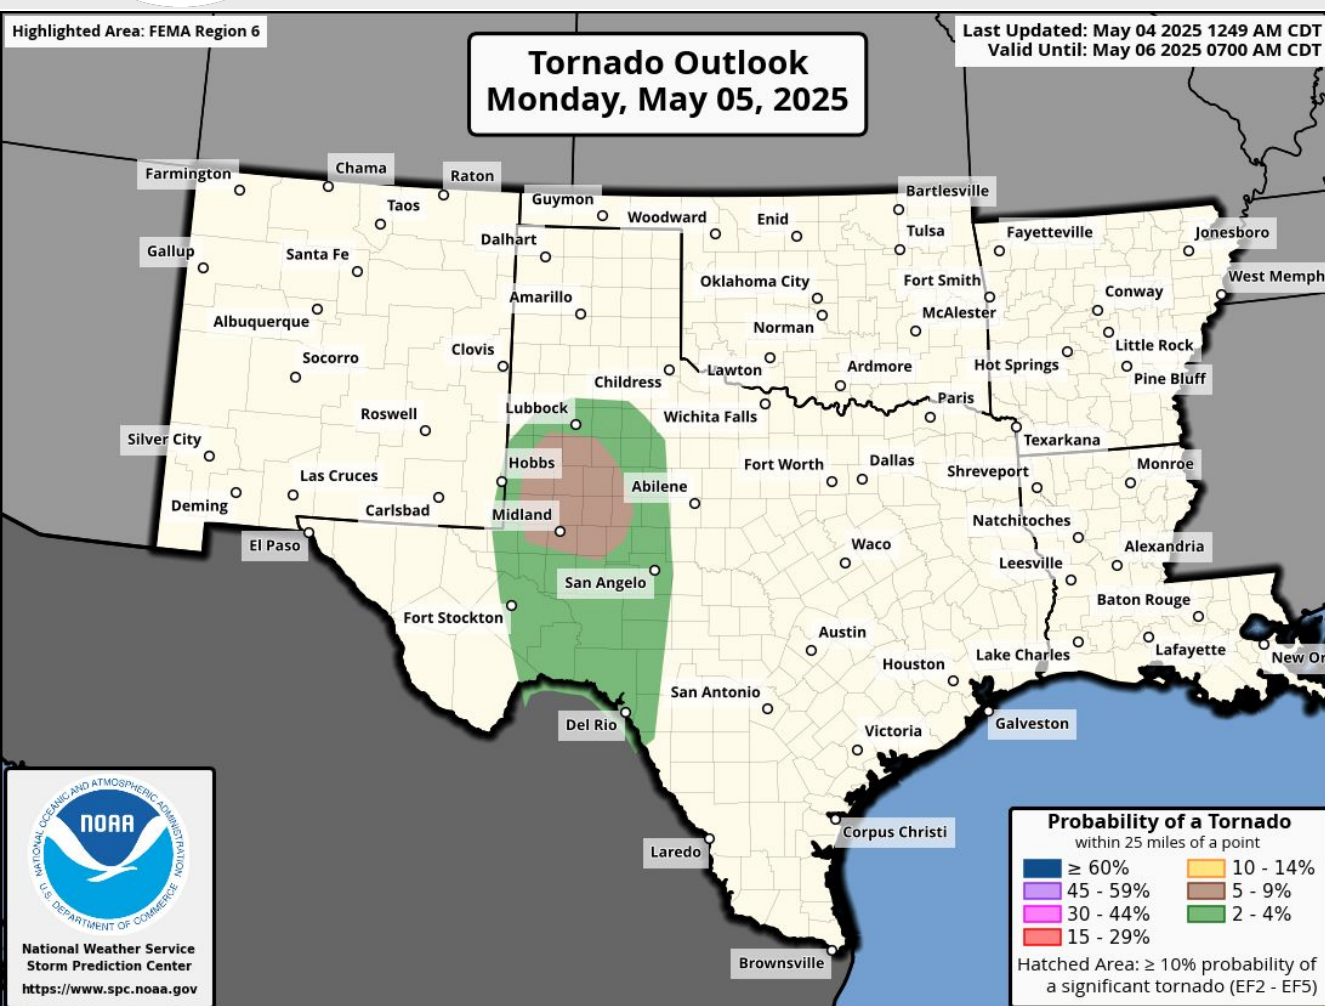 Highlighted Area: FEMA Region 6
Last Updated: May 04 2025 1249 AM CDT
Valid Until: May 06 2025 0700 AM CDT
Tornado Outlook
Monday, May 05, 2025
Farmington
Chama
Raton
Taos
Guymon
Woodward
Enid
Bartlesville
Tulsa
Fayetteville
Jonesboro
Gallup
Santa Fe
Dalhart
Oklahoma City
Fort Smith
West Memph
Amarillo
Conway
Albuquerque
Norman
McAlester
Little Rock
Socorro
Clovis
Childress
Lawton
Ardmore
Hot Springs
Pine Bluff
Roswell
Lubbock
Wichita Falls
Paris
Silver City
Texarkana
Las Cruces
Hobbs
Fort Worth
Dallas
Shreveport
Monroe
Deming
Carlsbad
Midland
Abilene
Natchitoches
El Paso
Waco
Alexandria
San Angelo
Leesville
Fort Stockton
Baton Rouge
Austin
Houston
Lake Charles
Lafayette
New Or
San Antonio
Del Rio
Victoria
Galveston
Laredo
Corpus Christi
Brownsville
NATIONAL OCEANIC AND ATMOSPHERIC ADMINISTRATION
NOAA
U.S. DEPARTMENT OF COMMERCE
National Weather Service
Storm Prediction Center
https://www.spc.noaa.gov
Probability of a Tornado
within 25 miles of a point
≥ 60%
45 - 59%
30 - 44%
15 - 29%
10 - 14%
5 - 9%
2 - 4%
Hatched Area: ≥ 10% probability of
a significant tornado (EF2 - EF5)